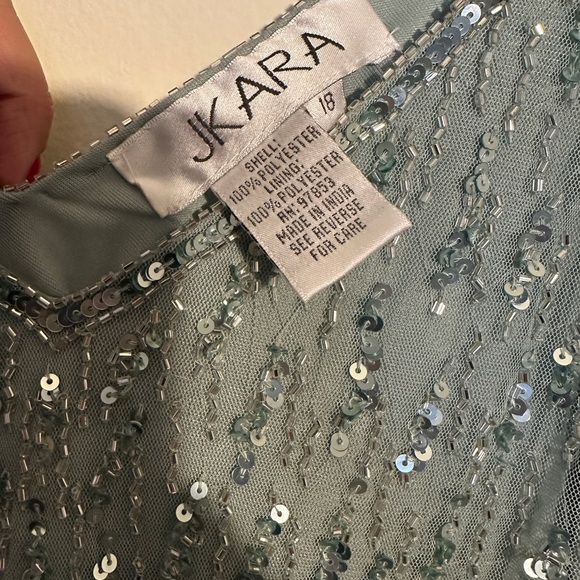 JKARA
18
SHELL:
100% POLYESTER
LINING:
100% POLYESTER
RN 97853
MADE IN INDIA
SEE REVERSE
FOR CARE